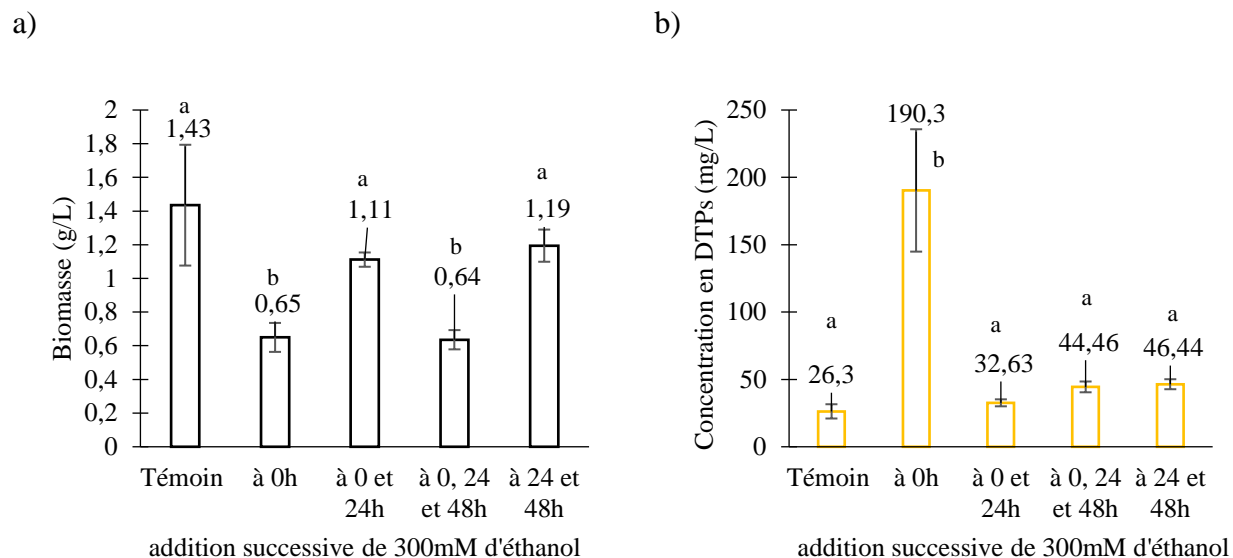 a)
b)
Biomasse (g/L)
2
1,8
1,6
1,4
1,2
1
0,8
0,6
0,4
0,2
0
a
1,43
b
0,65
a
1,11
b
0,64
a
1,19
Témoin
à 0h
à 0 et
24h
à 0, 24
et 48h
à 24 et
48h
addition successive de 300mM d'éthanol
Concentration en DTPs (mg/L)
250
200
150
100
50
0
a
26,3
190,3
b
a
32,63
a
44,46
a
46,44
Témoin
à 0h
à 0 et
24h
à 0, 24
et 48h
à 24 et
48h
addition successive de 300mM d'éthanol